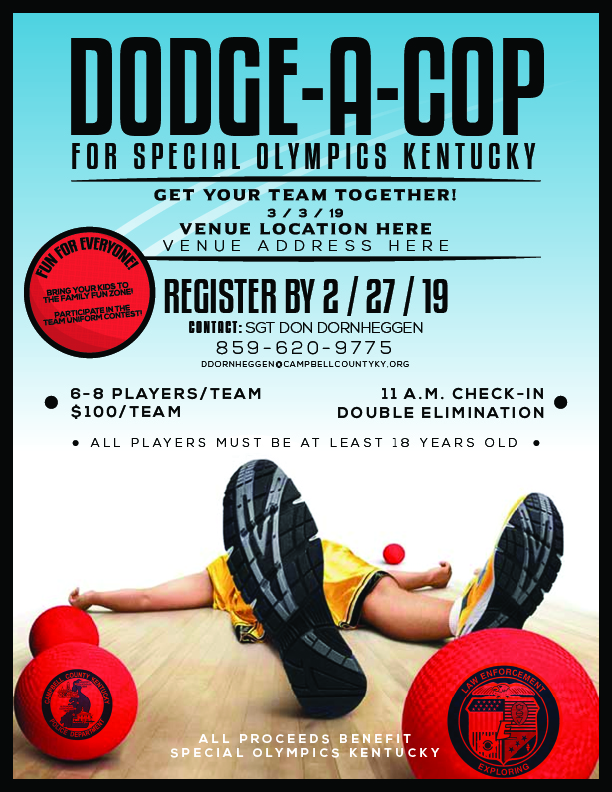 DODGE-A-COP
FOR SPECIAL OLYMPICS KENTUCKY
GET YOUR TEAM TOGETHER!
3 / 3 / 19
VENUE LOCATION HERE
VENUE ADDRESS HERE
FUN FOR EVERYONE!
BRING YOUR KIDS TO
THE FAMILY FUN ZONE!
PARTICIPATE IN THE
TEAM UNIFORM CONTEST!
REGISTER BY 2 / 27 / 19
CONTACT: SGT DON DORNHEGGEN
859-620-9775
DDORNHEGGEN@CAMPBELLCOUNTYKY.ORG
6-8 PLAYERS/TEAM
$100/TEAM
11 A.M. CHECK-IN
DOUBLE ELIMINATION
• ALL PLAYERS MUST BE AT LEAST 18 YEARS OLD •
CAMPBELL COUNTY KENTUCKY
POLICE DEPARTMENT
LAW ENFORCEMENT
EXPLORING
ALL PROCEEDS BENEFIT
SPECIAL OLYMPICS KENTUCKY